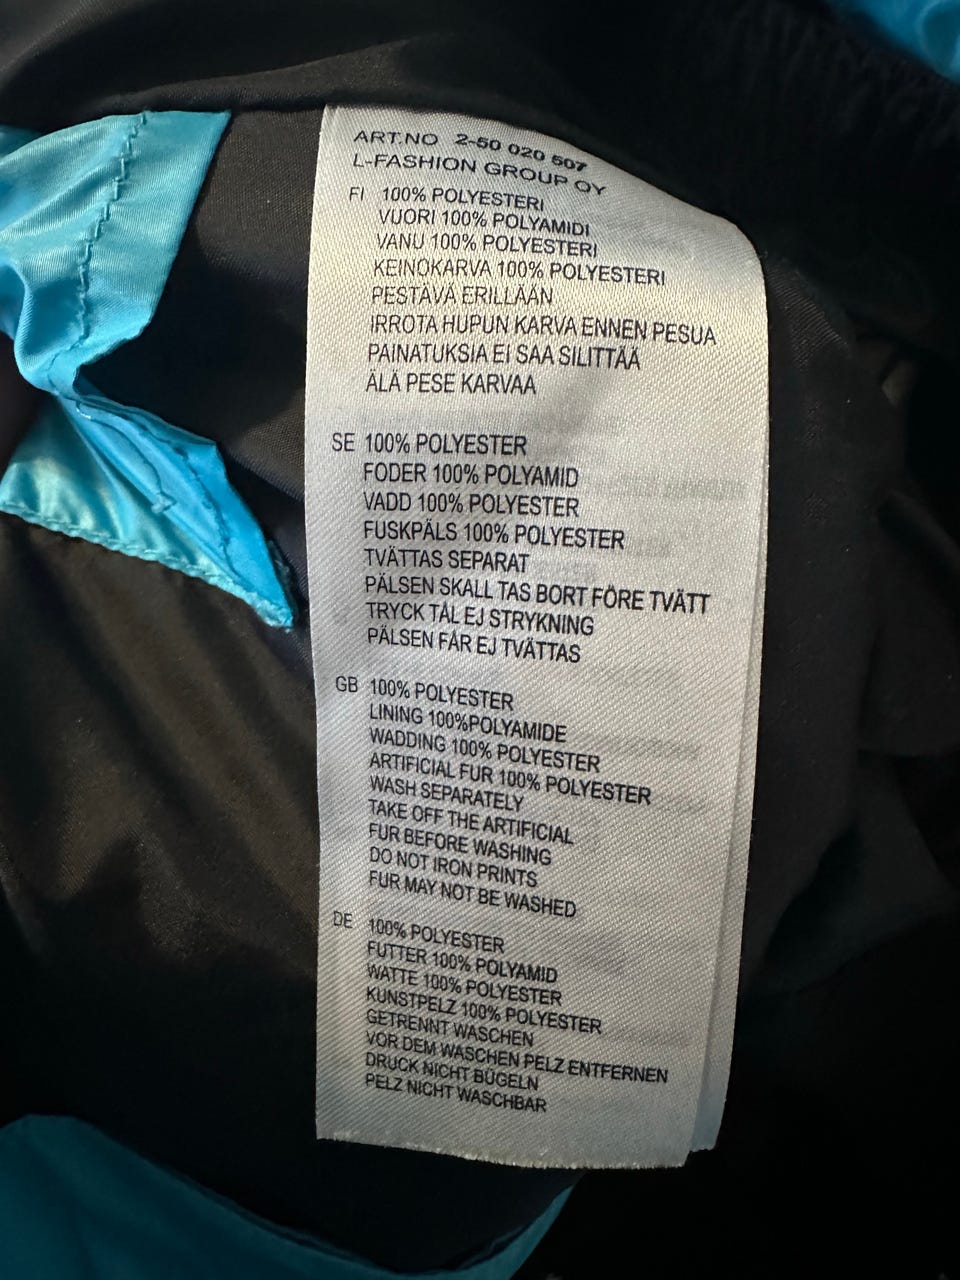 ART.NO 2-50 020 507
L-FASHION GROUP OY
FI 100% POLYESTERI
VUORI 100% POLYAMIDI
VANU 100% POLYESTERI
KEINOKARVA 100% POLYESTERI
PESTÄVÄ ERILLÄÄN
IRROTA HUPUN KARVA ENNEN PESUA
PAINATUKSIA EI SAA SILITTÄÄ
ÄLÄ PESE KARVAA
SE 100% POLYESTER
FODER 100% POLYAMID
VADD 100% POLYESTER
FUSKPÄLS 100% POLYESTER
TVÄTTAS SEPARAT
PÄLSEN SKALL TAS BORT FÖRE TVÄTT
TRYCK TÅL EJ STRYKNING
PÄLSEN FÅR EJ TVÄTTAS
GB 100% POLYESTER
LINING 100%POLYAMIDE
WADDING 100% POLYESTER
ARTIFICIAL FUR 100% POLYESTER
WASH SEPARATELY
TAKE OFF THE ARTIFICIAL
FUR BEFORE WASHING
DO NOT IRON PRINTS
FUR MAY NOT BE WASHED
DE 100% POLYESTER
FUTTER 100% POLYAMID
WATTE 100% POLYESTER
KUNSTPELZ 100% POLYESTER
GETRENNT WASCHEN
VOR DEM WASCHEN PELZ ENTFERNEN
DRUCK NICHT BÜGELN
PELZ NICHT WASCHBAR